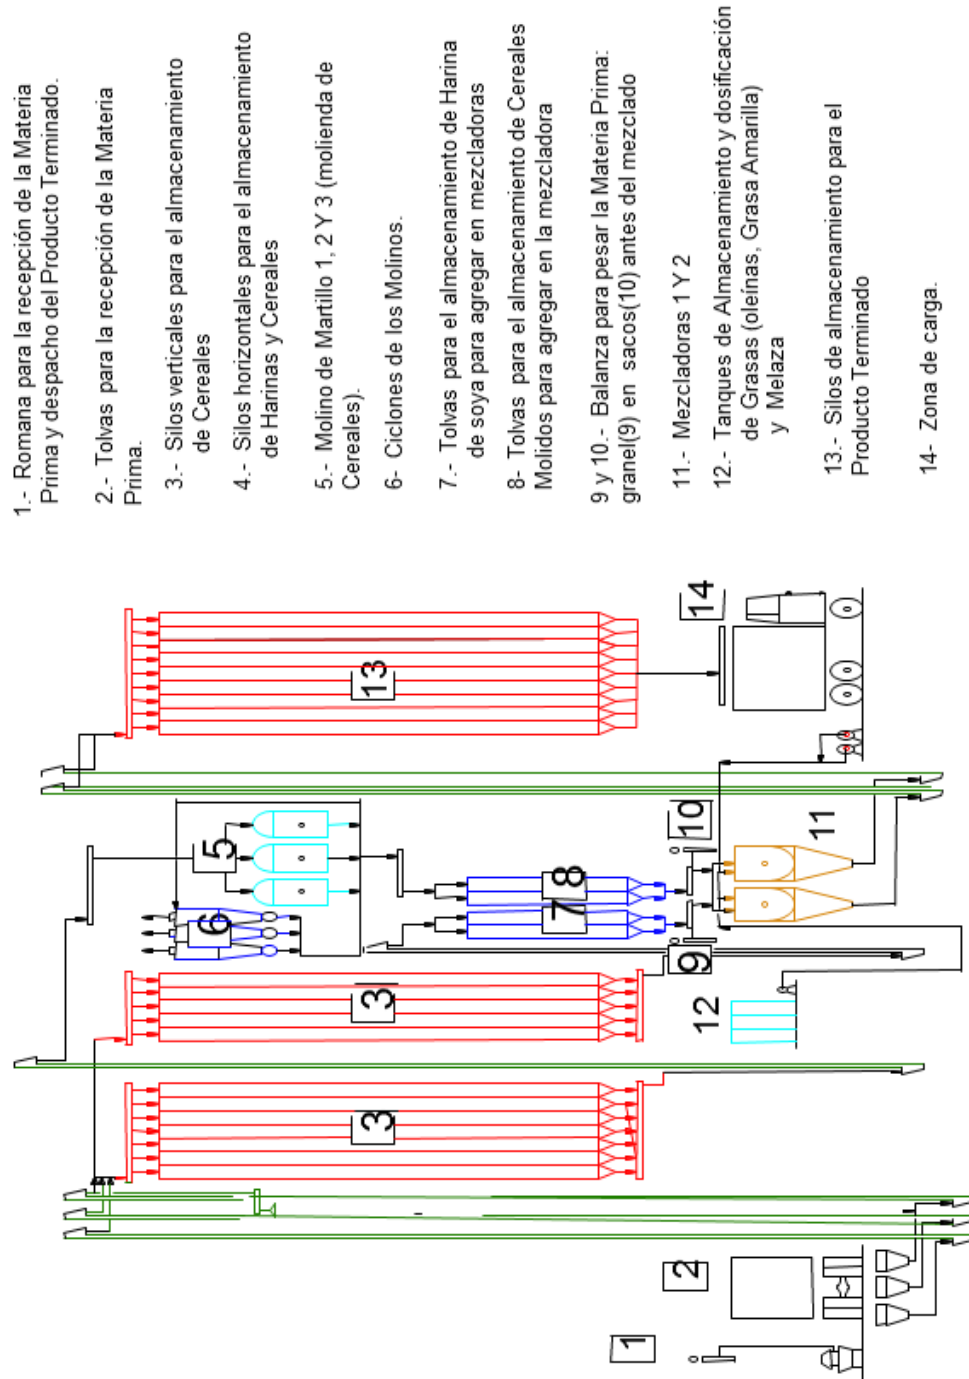 1.- Romana para la recepción de la Materia
Prima y despacho del Producto Terminado.
2.- Tolvas para la recepción de la Materia
Prima.
3.- Silos verticales para el almacenamiento
de Cereales
4.- Silos horizontales para el almacenamiento
de Harinas y Cereales
5.- Molino de Martillo 1, 2 Y 3 (molienda de
Cereales).
6- Ciclones de los Molinos.
7.- Tolvas para el almacenamiento de Harina
de soya para agregar en mezcladoras
8- Tolvas para el almacenamiento de Cereales
Molidos para agregar en la mezcladora
9 y 10.- Balanza para pesar la Materia Prima:
granel(9) en sacos(10) antes del mezclado
11.- Mezcladoras 1 Y 2
12.- Tanques de Almacenamiento y dosificación
de Grasas (oleínas, Grasa Amarilla)
y Melaza
13.- Silos de almacenamiento para el
Producto Terminado
14- Zona de carga.
1
2
3
3
6
5
7
8
9
10
12
11
13
14